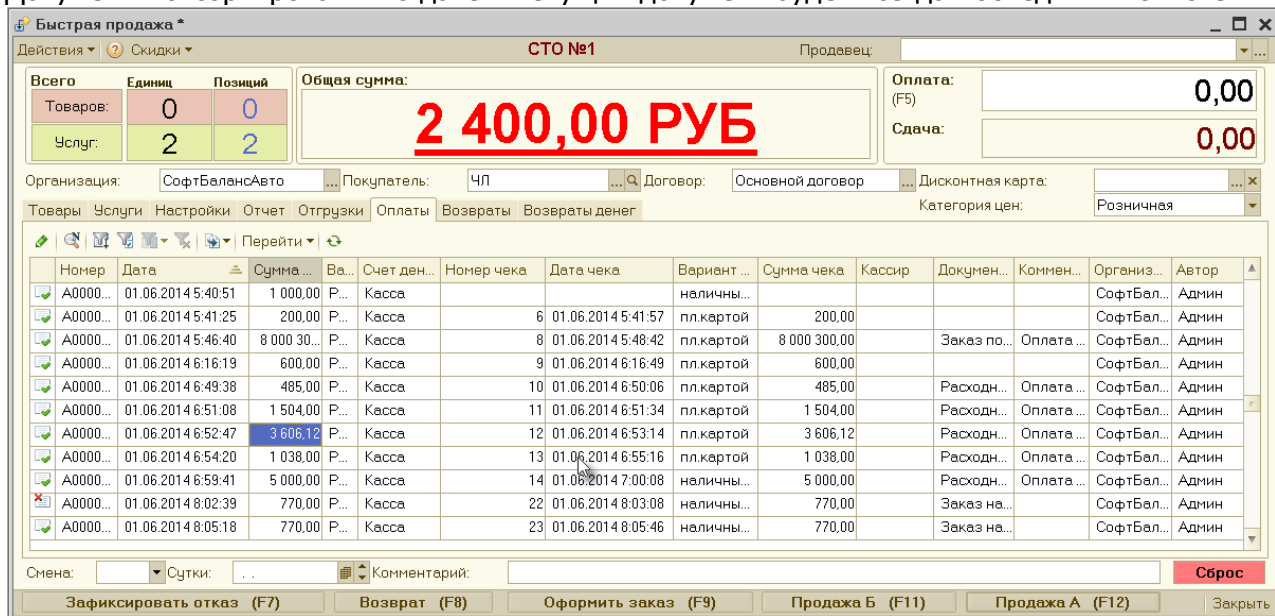 Быстрая продажа *
Действия Скидки СТО №1 Продавец:
Всего Единиц Позиций Общая сумма: Оплата: 0,00
(F5)
Товаров: 0 0 2 400,00 РУБ
Услуг: 2 2 Сдача: 0,00
Организация: СофтБалансАвто ... Покупатель: ЧЛ ... Договор: Основной договор ... Дисконтная карта: ...
Товары Услуги Настройки Отчет Отгрузки Оплаты Возвраты Возвраты денег Категория цен: Розничная
Перейти
Номер Дата Сумма ... Ва... Счет ден... Номер чека Дата чека Вариант ... Сумма чека Кассир Докумен... Коммен... Организ... Автор
А0000... 01.06.2014 5:40:51 1 000,00 Р... Касса наличны... СофтБал... Админ
А0000... 01.06.2014 5:41:25 200,00 Р... Касса 6 01.06.2014 5:41:57 пл.картой 200,00 СофтБал... Админ
А0000... 01.06.2014 5:46:40 8 000 30... Р... Касса 8 01.06.2014 5:48:42 пл.картой 8 000 300,00 Заказ по... Оплата ... СофтБал... Админ
А0000... 01.06.2014 6:16:19 600,00 Р... Касса 9 01.06.2014 6:16:49 пл.картой 600,00 СофтБал... Админ
А0000... 01.06.2014 6:49:38 485,00 Р... Касса 10 01.06.2014 6:50:06 пл.картой 485,00 Расходн... Оплата ... СофтБал... Админ
А0000... 01.06.2014 6:51:08 1 504,00 Р... Касса 11 01.06.2014 6:51:34 пл.картой 1 504,00 Расходн... Оплата ... СофтБал... Админ
А0000... 01.06.2014 6:52:47 3 606,12 Р... Касса 12 01.06.2014 6:53:14 пл.картой 3 606,12 Расходн... Оплата ... СофтБал... Админ
А0000... 01.06.2014 6:54:20 1 038,00 Р... Касса 13 01.06.2014 6:55:16 пл.картой 1 038,00 Расходн... Оплата ... СофтБал... Админ
А0000... 01.06.2014 6:59:41 5 000,00 Р... Касса 14 01.06.2014 7:00:08 наличны... 5 000,00 Расходн... Оплата ... СофтБал... Админ
А0000... 01.06.2014 8:02:39 770,00 Р... Касса 22 01.06.2014 8:03:08 наличны... 770,00 Заказ на... СофтБал... Админ
А0000... 01.06.2014 8:05:18 770,00 Р... Касса 23 01.06.2014 8:05:46 наличны... 770,00 Заказ на... СофтБал... Админ
Смена: Сутки: . . Комментарий: Сброс
Зафиксировать отказ (F7) Возврат (F8) Оформить заказ (F9) Продажа Б (F11) Продажа А (F12) Закрыть